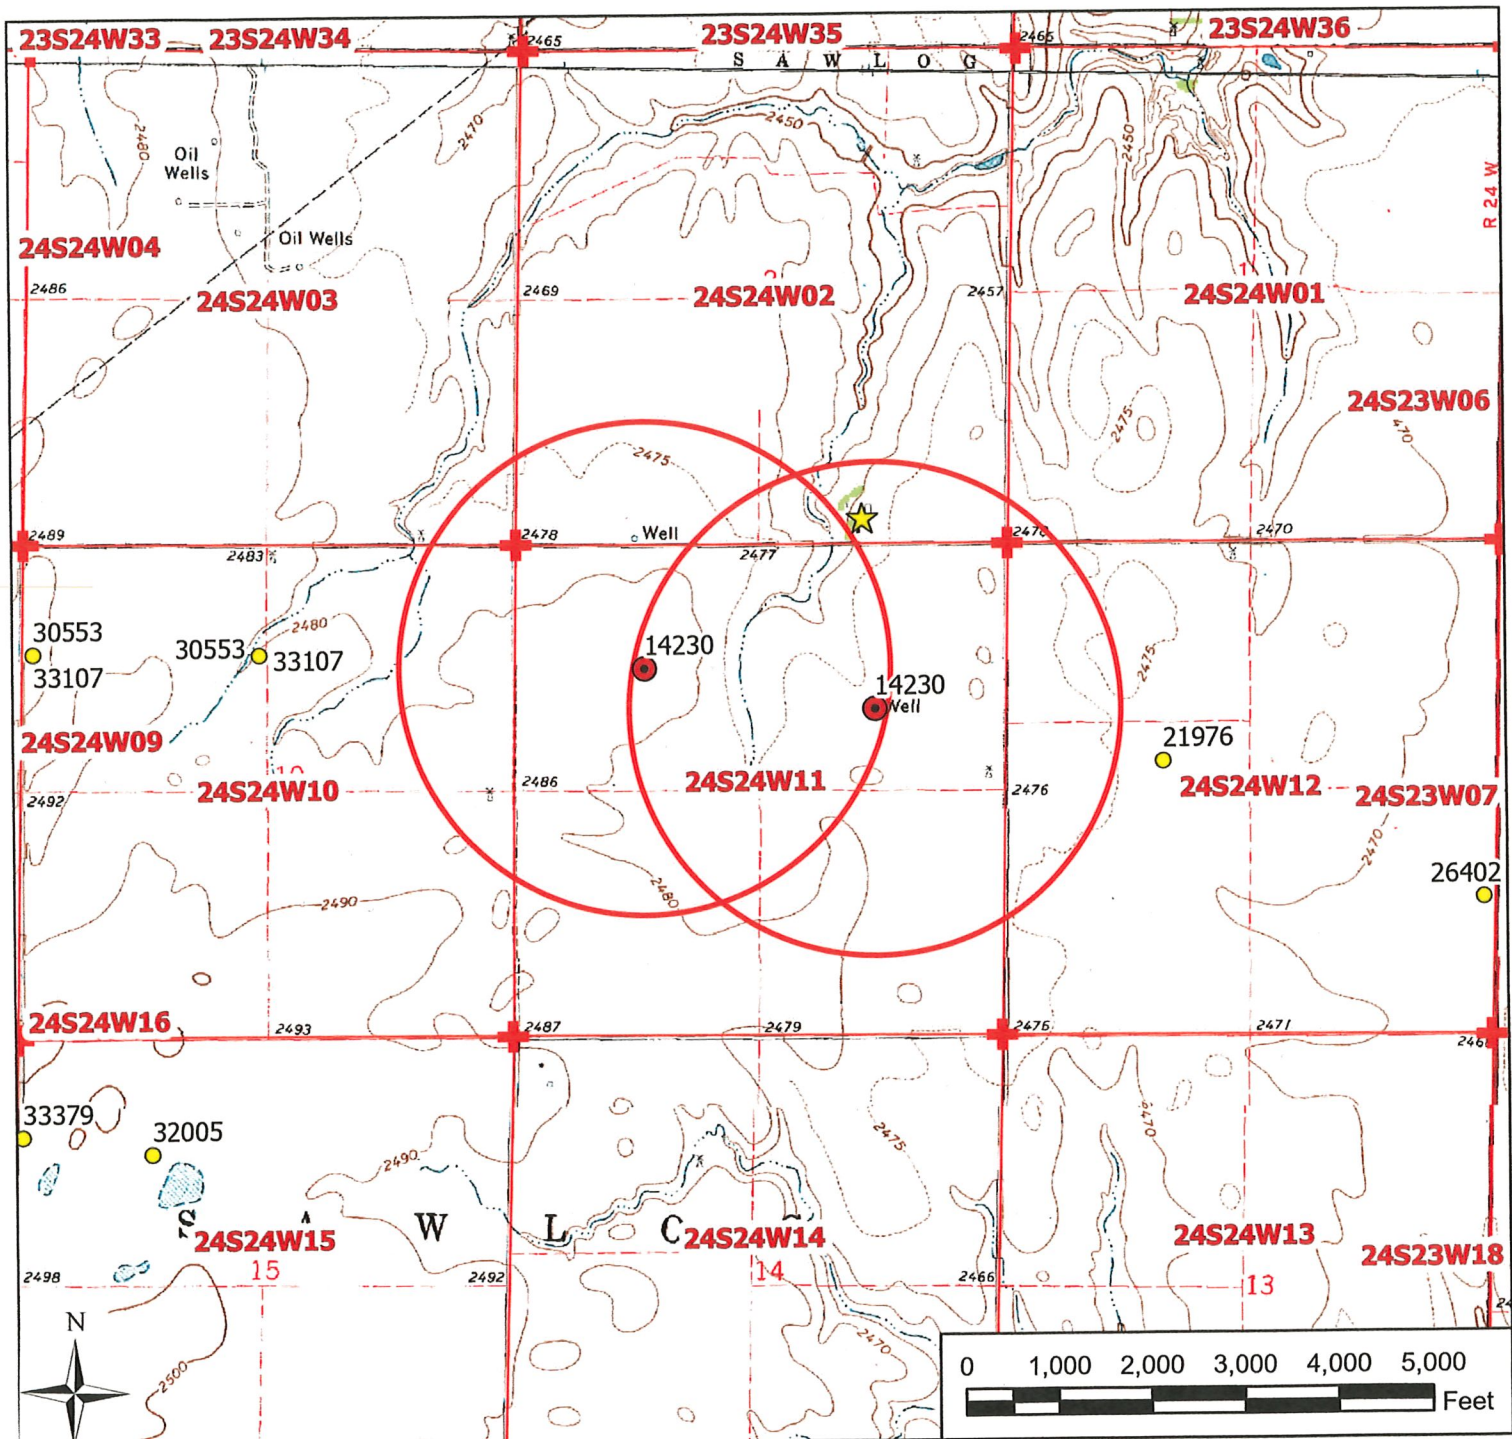 23S24W33 23S24W34 2465 23S24W35 2465 23S24W36
S A W L O G
2480 2470 2450 2450
Oil
Wells
R 24 W
24S24W04 Oil Wells
2486 24S24W03 2469 24S24W02 2457 24S24W01
24S23W06
2475 470
2475
2489 2478 Well 2470
2483 2477
30553 2480 30553 14230 2475
33107 33107
14230
Well
21976
24S24W09
24S24W10 2486 24S24W11 24S24W12 24S23W07
2492 2476
2470
26402
2490 2480
24S24W16 2493 2487 2479 2476 2471
33379 32005 2475 2470
2490
S A W L O G
24S24W15 24S24W14 24S24W13 24S23W18
2498 15 2492 14 2466 13
N
2500 2470
0 1,000 2,000 3,000 4,000 5,000
Feet